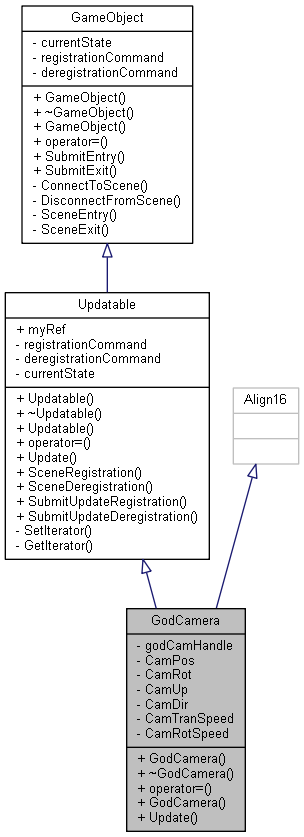 GameObject
- currentState
- registrationCommand
- deregistrationCommand
+ GameObject()
+ ~GameObject()
+ GameObject()
+ operator=()
+ SubmitEntry()
+ SubmitExit()
- ConnectToScene()
- DisconnectFromScene()
- SceneEntry()
- SceneExit()
Updatable
+ myRef
- registrationCommand
- deregistrationCommand
- currentState
+ Updatable()
+ ~Updatable()
+ Updatable()
+ operator=()
+ Update()
+ SceneRegistration()
+ SceneDeregistration()
+ SubmitUpdateRegistration()
+ SubmitUpdateDeregistration()
- SetIterator()
- GetIterator()
Align16
GodCamera
- godCamHandle
- CamPos
- CamRot
- CamUp
- CamDir
- CamTranSpeed
- CamRotSpeed
+ GodCamera()
+ ~GodCamera()
+ operator=()
+ GodCamera()
+ Update()